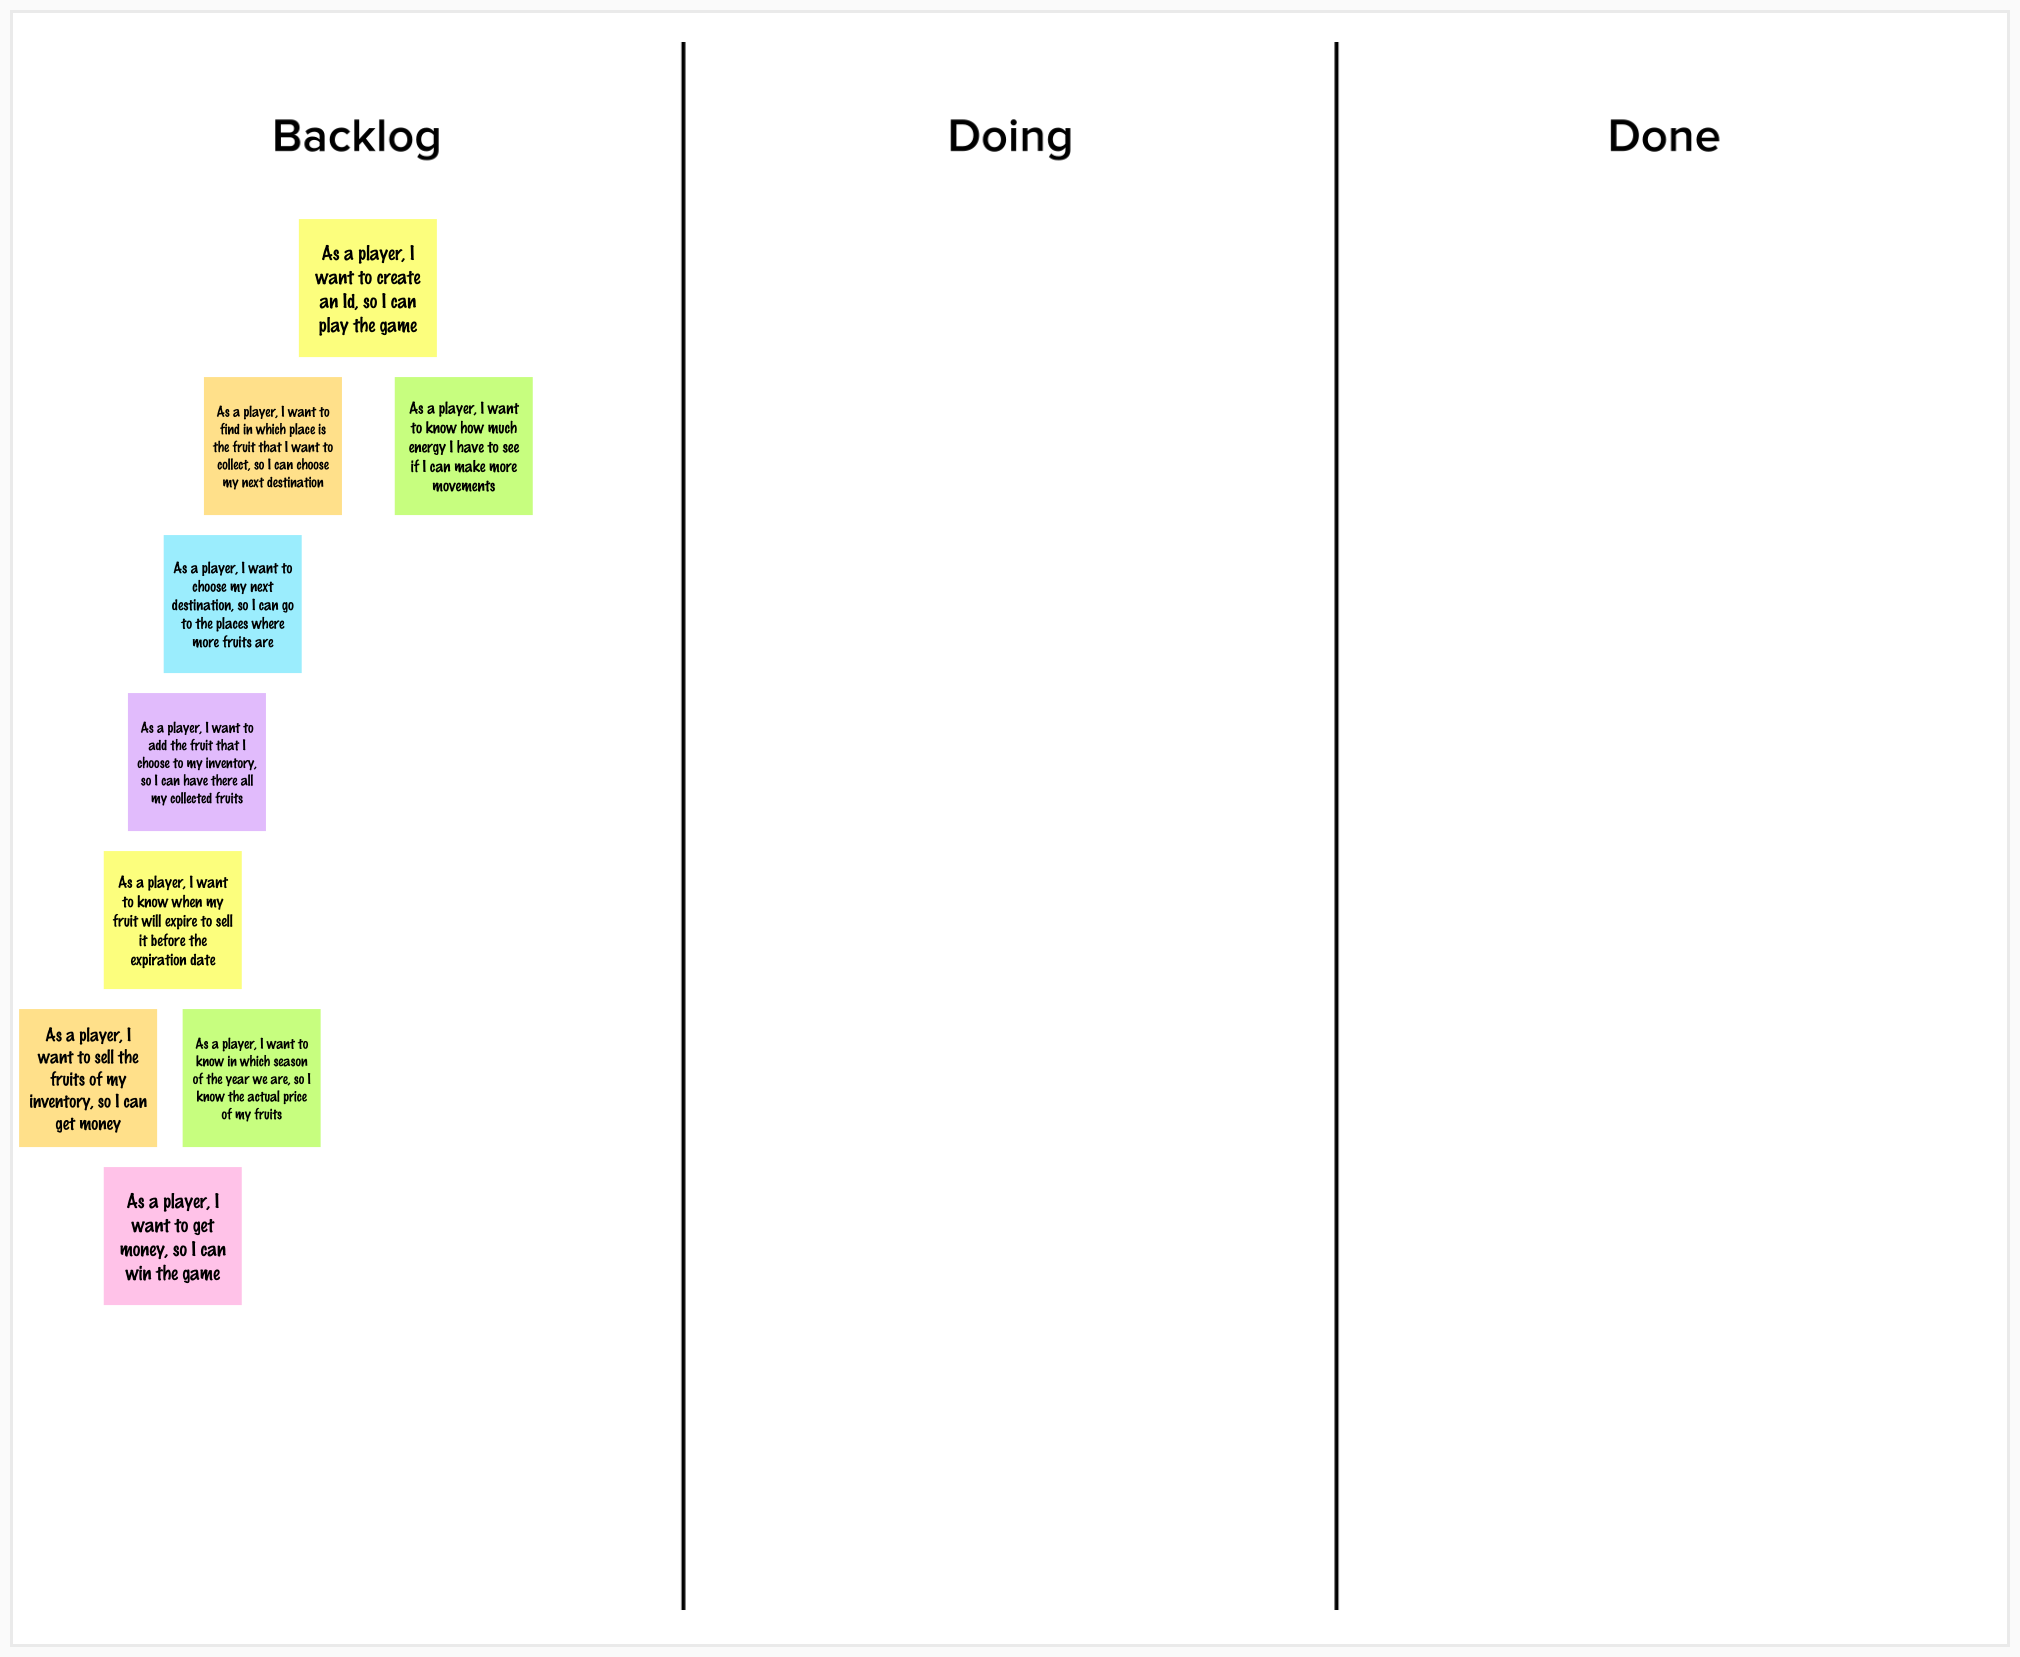 Backlog
Doing
Done
As a player, I
want to create
an Id, so I can
play the game
As a player, I want to
find in which place is
the fruit that I want to
collect, so I can choose
my next destination
As a player, I want
to know how much
energy I have to see
if I can make more
movements
As a player, I want to
choose my next
destination, so I can go
to the places where
more fruits are
As a player, I want to
add the fruit that I
choose to my inventory,
so I can have there all
my collected fruits
As a player, I want
to know when my
fruit will expire to sell
it before the
expiration date
As a player, I
want to sell the
fruits of my
inventory, so I can
get money
As a player, I want to
know in which season
of the year we are, so I
know the actual price
of my fruits
As a player, I
want to get
money, so I can
win the game